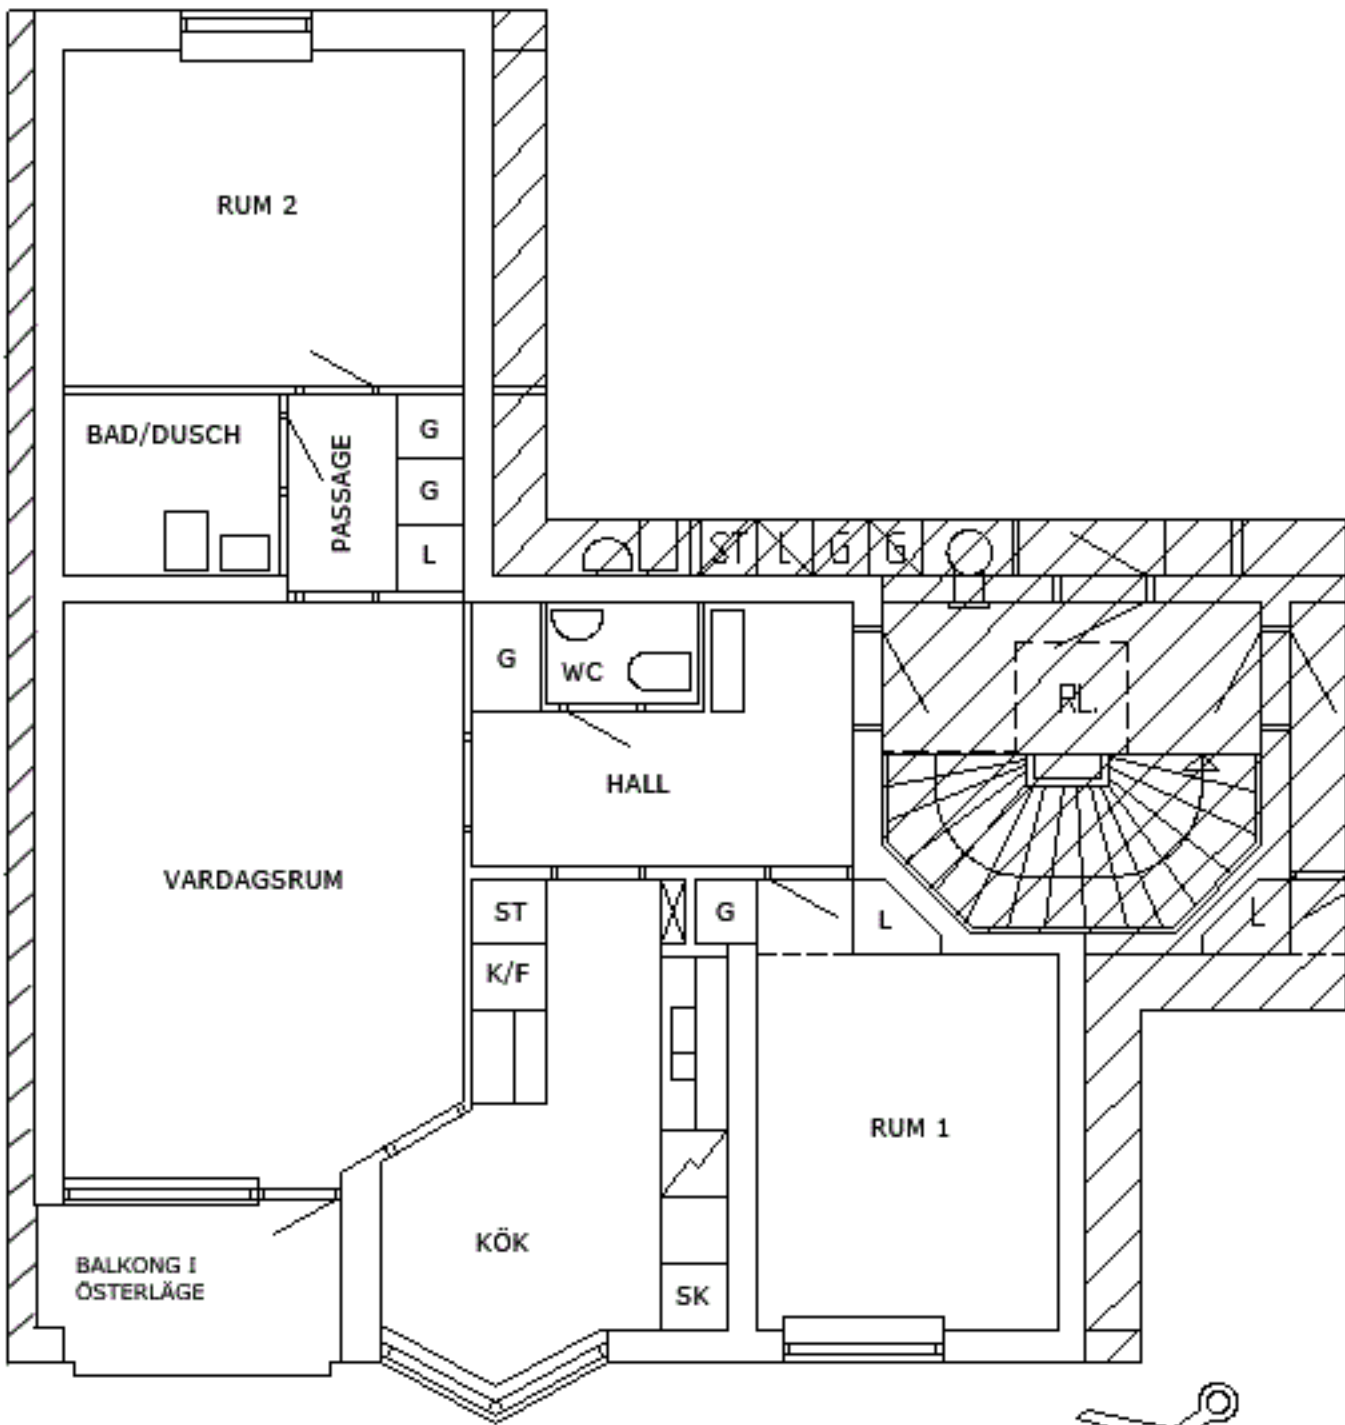 RUM 2
BAD/DUSCH
PASSAGE
G
G
L
ST L G G
G
WC
RL.
HALL
VARDAGSRUM
ST
G
L
L
K/F
RUM 1
KÖK
BALKONG I
ÖSTERLÄGE
SK